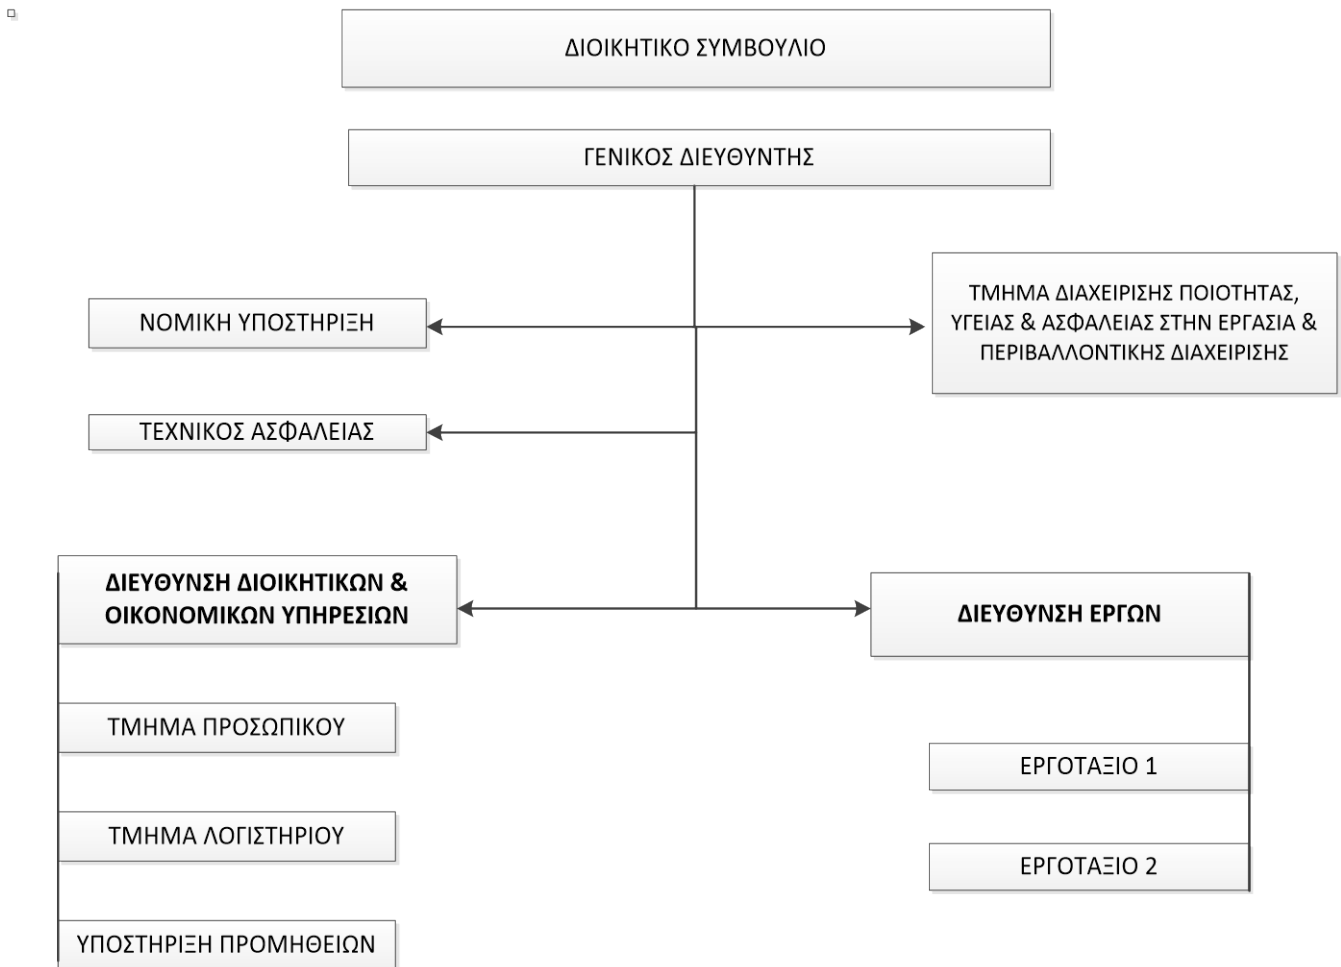 ΔΙΟΙΚΗΤΙΚΟ ΣΥΜΒΟΥΛΙΟ
ΓΕΝΙΚΟΣ ΔΙΕΥΘΥΝΤΗΣ
ΝΟΜΙΚΗ ΥΠΟΣΤΗΡΙΞΗ
ΤΜΗΜΑ ΔΙΑΧΕΙΡΙΣΗΣ ΠΟΙΟΤΗΤΑΣ,
ΥΓΕΙΑΣ & ΑΣΦΑΛΕΙΑΣ ΣΤΗΝ ΕΡΓΑΣΙΑ &
ΠΕΡΙΒΑΛΛΟΝΤΙΚΗΣ ΔΙΑΧΕΙΡΙΣΗΣ
ΤΕΧΝΙΚΟΣ ΑΣΦΑΛΕΙΑΣ
ΔΙΕΥΘΥΝΣΗ ΔΙΟΙΚΗΤΙΚΩΝ &
ΟΙΚΟΝΟΜΙΚΩΝ ΥΠΗΡΕΣΙΩΝ
ΔΙΕΥΘΥΝΣΗ ΕΡΓΩΝ
ΤΜΗΜΑ ΠΡΟΣΩΠΙΚΟΥ
ΤΜΗΜΑ ΛΟΓΙΣΤΗΡΙΟΥ
ΥΠΟΣΤΗΡΙΞΗ ΠΡΟΜΗΘΕΙΩΝ
ΕΡΓΟΤΑΞΙΟ 1
ΕΡΓΟΤΑΞΙΟ 2